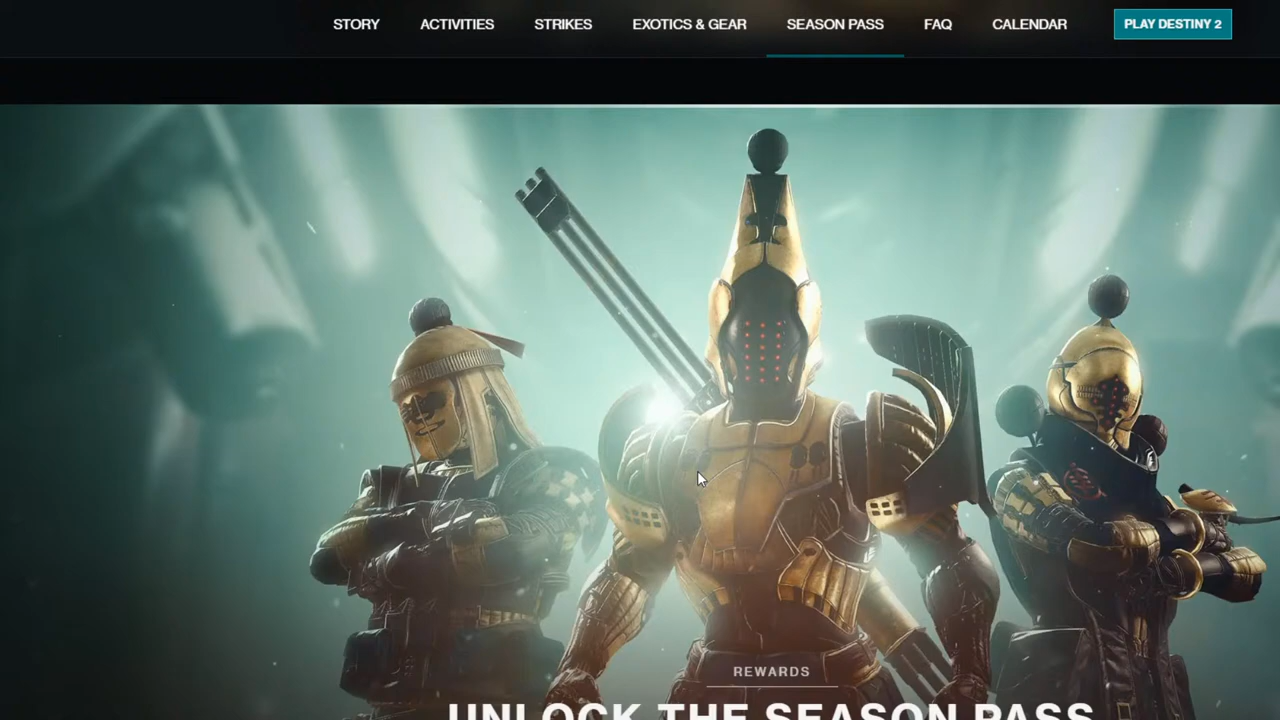 STORY ACTIVITIES STRIKES EXOTICS & GEAR SEASON PASS FAQ CALENDAR PLAY DESTINY 2
REWARDS
UNLOCK THE SEASON PASS